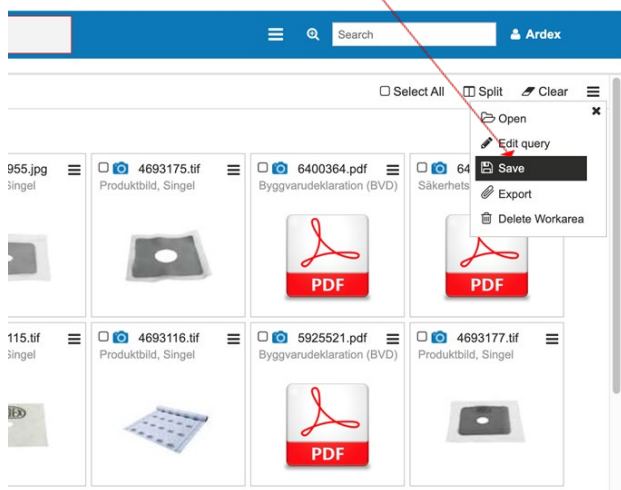 Search
Ardex
Select All Split Clear
Open
Edit query
Save
Export
Delete Workarea
955.jpg
Singel
4693175.tif
Produktbild, Singel
6400364.pdf
Byggvarudeklaration (BVD)
64
Säkerhets
PDF
PDF
115.tif
Singel
4693116.tif
Produktbild, Singel
5925521.pdf
Byggvarudeklaration (BVD)
4693177.tif
Produktbild, Singel
PDF